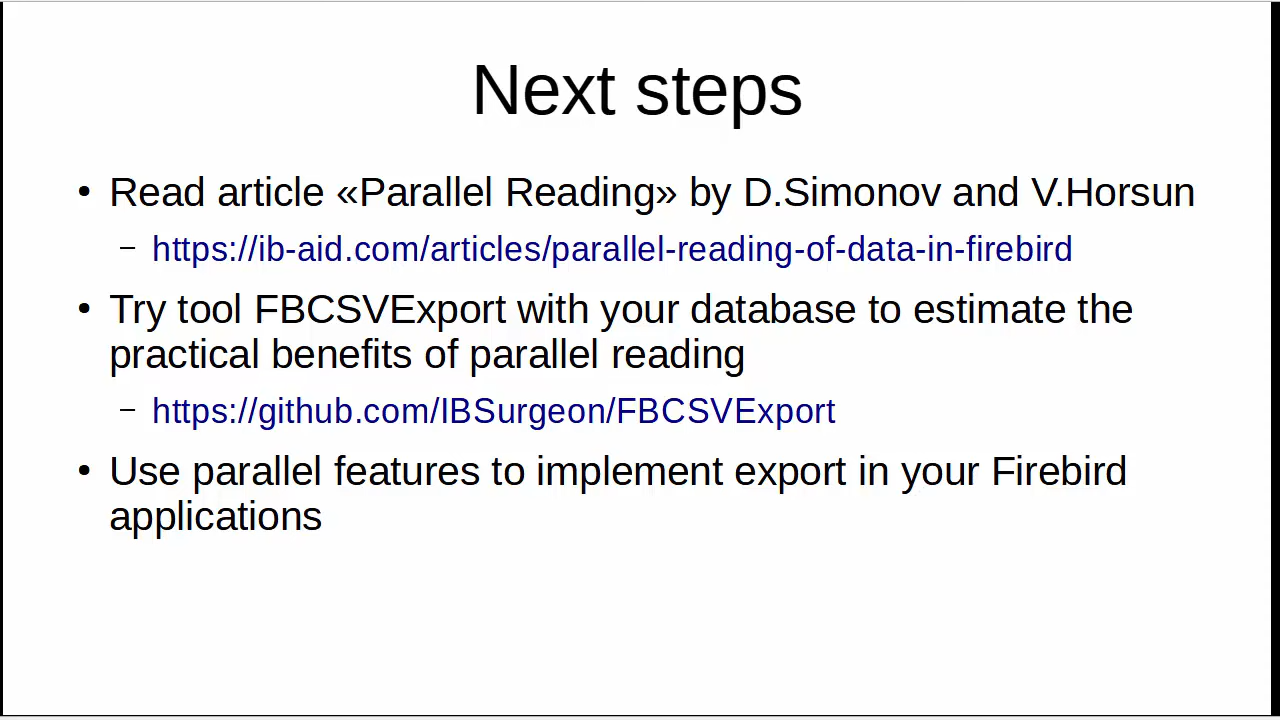 Next steps
• Read article «Parallel Reading» by D.Simonov and V.Horsun
– https://ib-aid.com/articles/parallel-reading-of-data-in-firebird
• Try tool FBCSVExport with your database to estimate the
practical benefits of parallel reading
– https://github.com/IBSurgeon/FBCSVExport
• Use parallel features to implement export in your Firebird
applications